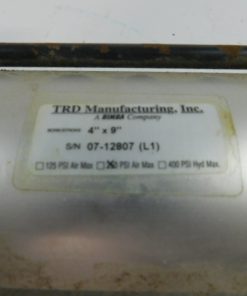 TRD Manufacturing, Inc.
A BIMBA Company
4" x 9"
S/N 07-12807 (L1)
125 PSI Air Max PSI Air Max 400 PSI Hyd Max.